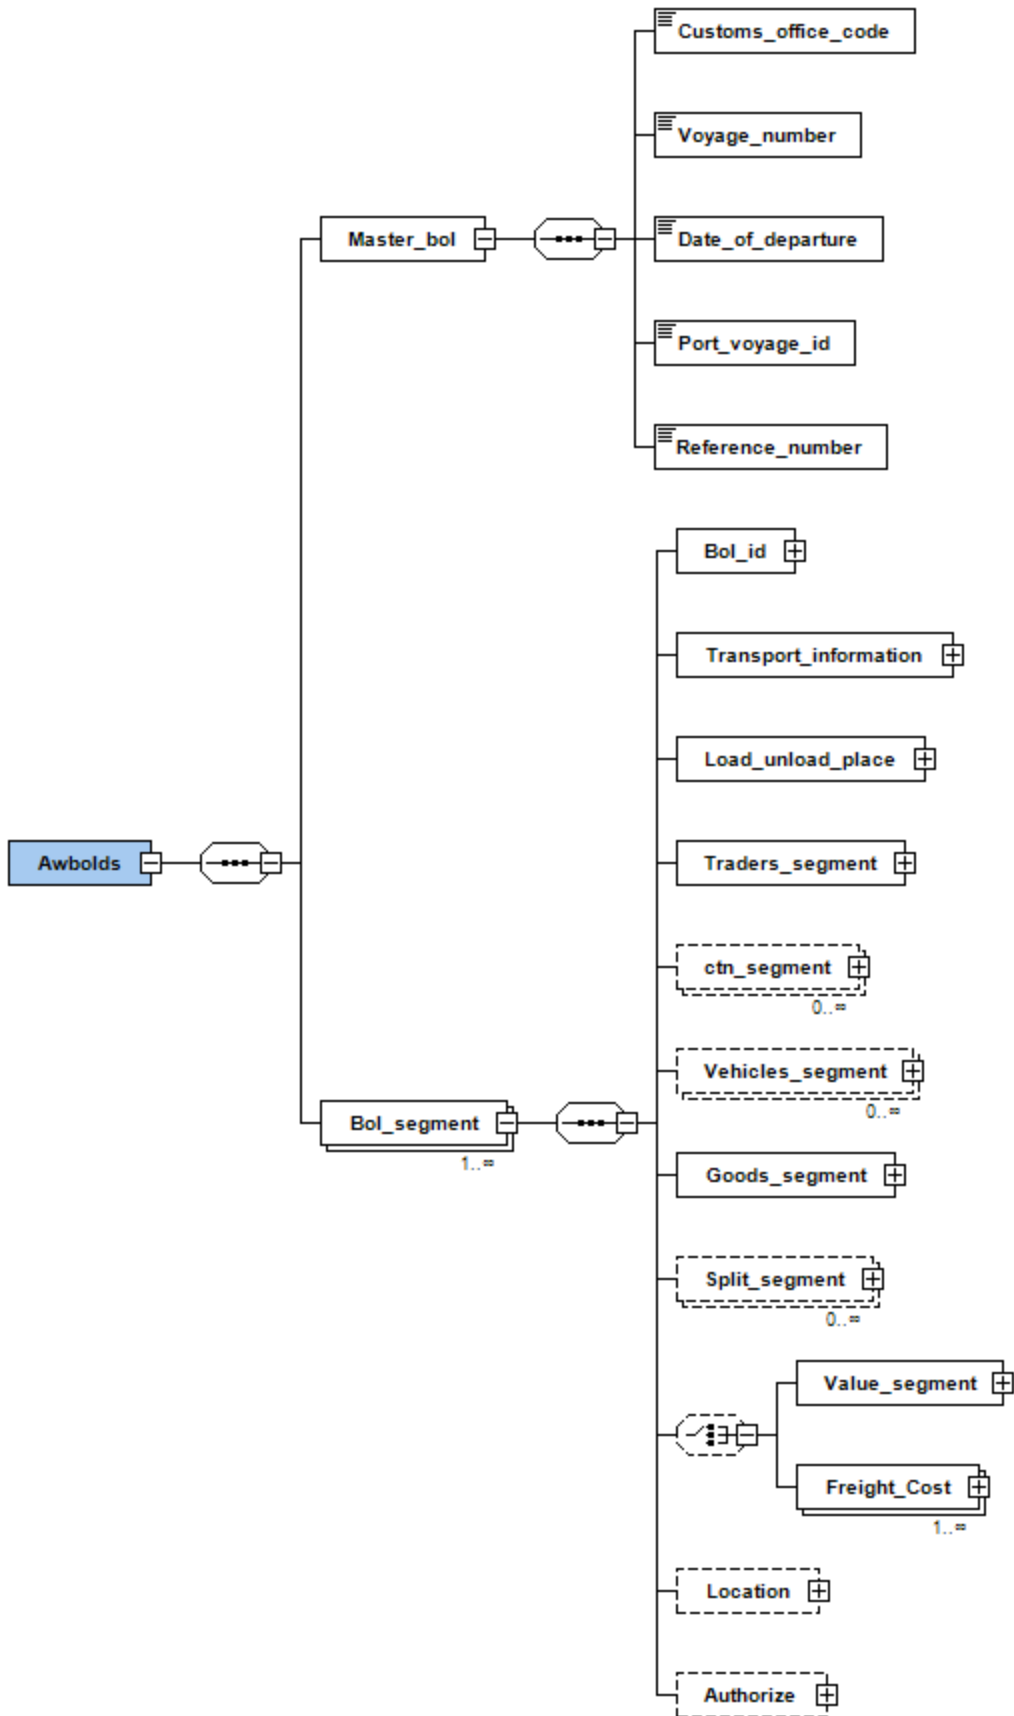 Customs_office_code
Voyage_number
Master_bol
Date_of_departure
Port_voyage_id
Reference_number
Bol_id
Transport_information
Load_unload_place
Awbolds
Traders_segment
ctn_segment
0..∞
Vehicles_segment
0..∞
Bol_segment
1..∞
Goods_segment
Split_segment
0..∞
Value_segment
Freight_Cost
1..∞
Location
Authorize